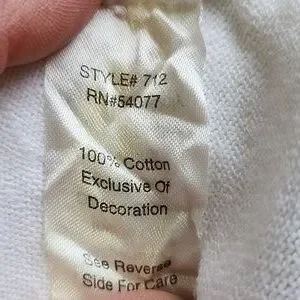 STYLE# 712
RN#54077
100% Cotton
Exclusive Of
Decoration
See Reverse
Side For Care